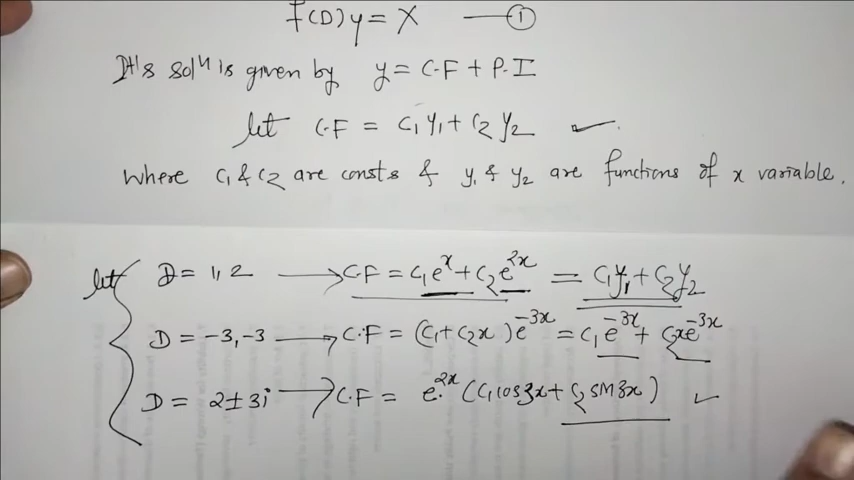 f(D)y = X —— ①
It's solⁿ is given by y = C.F + P.I
let C.F = C₁y₁ + C₂y₂
where C₁ & C₂ are consts & y₁ & y₂ are functions of x variable.
let D = 1, 2 → C.F = C₁eˣ + C₂e²ˣ = C₁y₁ + C₂y₂
D = -3, -3 → C.F = (C₁ + C₂x)e⁻³ˣ = C₁e⁻³ˣ + C₂xe⁻³ˣ
D = 2 ± 3i → C.F = e²ˣ (C₁cos3x + C₂sin3x)